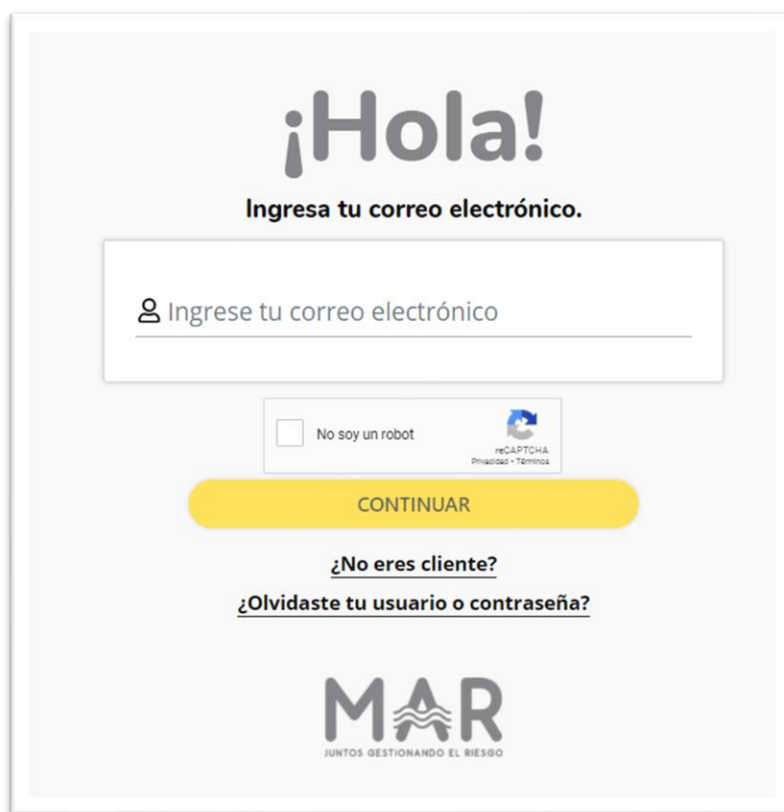 ¡Hola!
Ingresa tu correo electrónico.
Ingrese tu correo electrónico
No soy un robot
reCAPTCHA
Privacidad - Términos
CONTINUAR
¿No eres cliente?
¿Olvidaste tu usuario o contraseña?
MAR
JUNTOS GESTIONANDO EL RIESGO